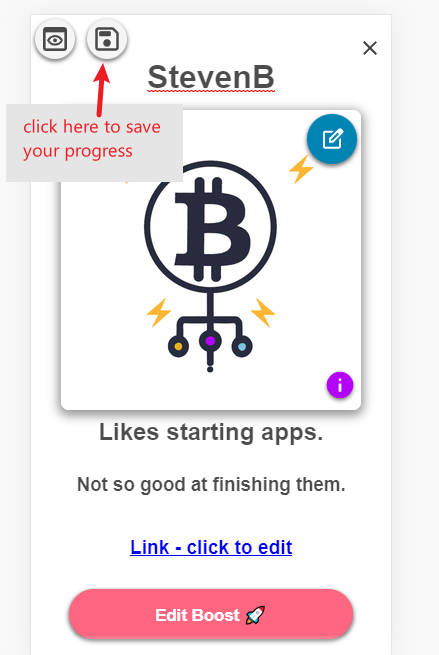 StevenB
click here to save
your progress
Likes starting apps.
Not so good at finishing them.
Link - click to edit
Edit Boost 🚀